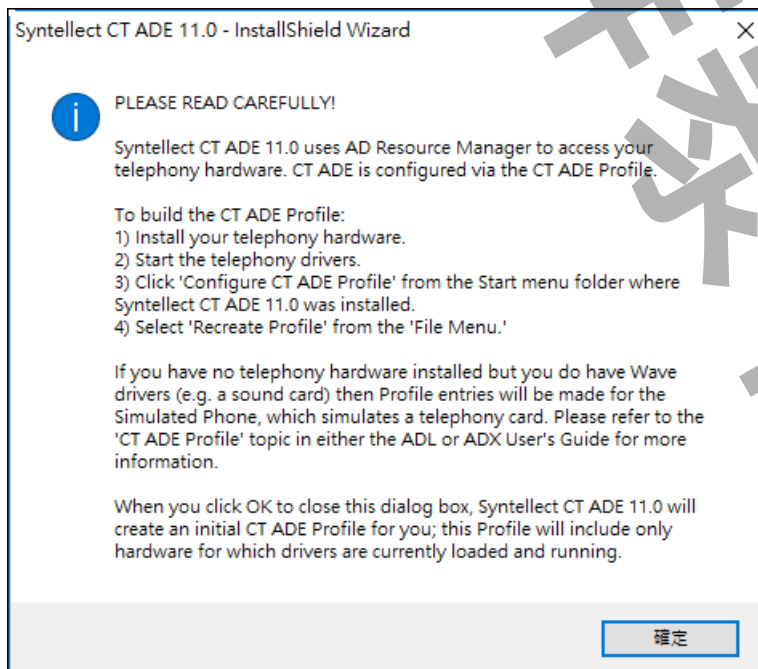 Syntellect CT ADE 11.0 - InstallShield Wizard
PLEASE READ CAREFULLY!
Syntellect CT ADE 11.0 uses AD Resource Manager to access your
telephony hardware. CT ADE is configured via the CT ADE Profile.
To build the CT ADE Profile:
1) Install your telephony hardware.
2) Start the telephony drivers.
3) Click 'Configure CT ADE Profile' from the Start menu folder where
Syntellect CT ADE 11.0 was installed.
4) Select 'Recreate Profile' from the 'File Menu.'
If you have no telephony hardware installed but you do have Wave
drivers (e.g. a sound card) then Profile entries will be made for the
Simulated Phone, which simulates a telephony card. Please refer to the
'CT ADE Profile' topic in either the ADL or ADX User's Guide for more
information.
When you click OK to close this dialog box, Syntellect CT ADE 11.0 will
create an initial CT ADE Profile for you; this Profile will include only
hardware for which drivers are currently loaded and running.
確定